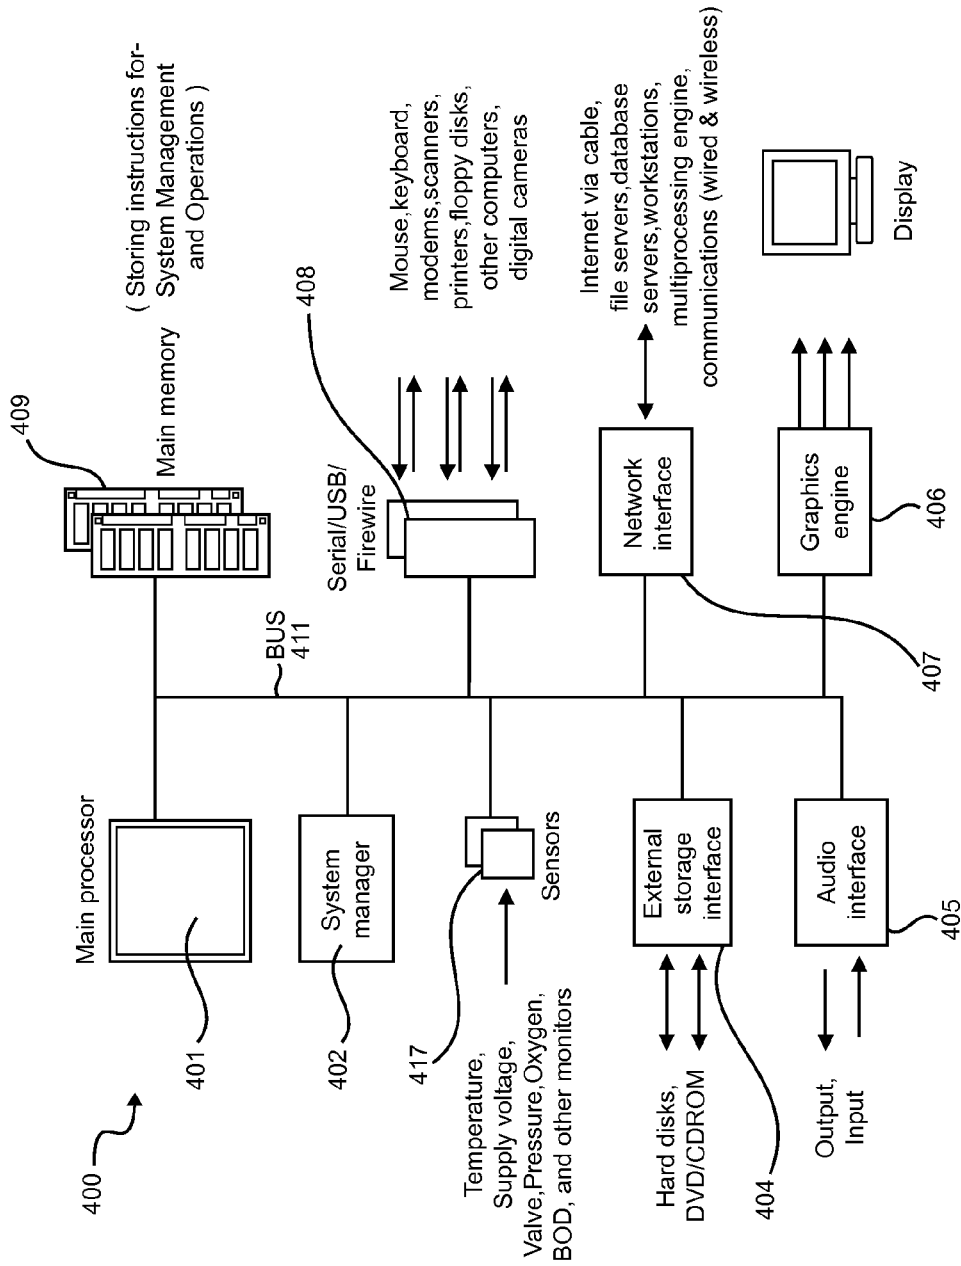 400
Main processor
401
System
manager
402
417
Sensors
Temperature,
Supply voltage,
Valve,Pressure,Oxygen,
BOD, and other monitors
External
storage
interface
Hard disks,
DVD/CDROM
404
Audio
interface
405
Output,
Input
BUS
411
409
Main memory
( Storing instructions for-
System Management
and Operations )
Serial/USB/
Firewire
408
Mouse,keyboard,
modems,scanners,
printers,floppy disks,
other computers,
digital cameras
Network
interface
407
Internet via cable,
file servers,database
servers,workstations,
multiprocessing engine,
communications (wired & wireless)
Graphics
engine
406
Display